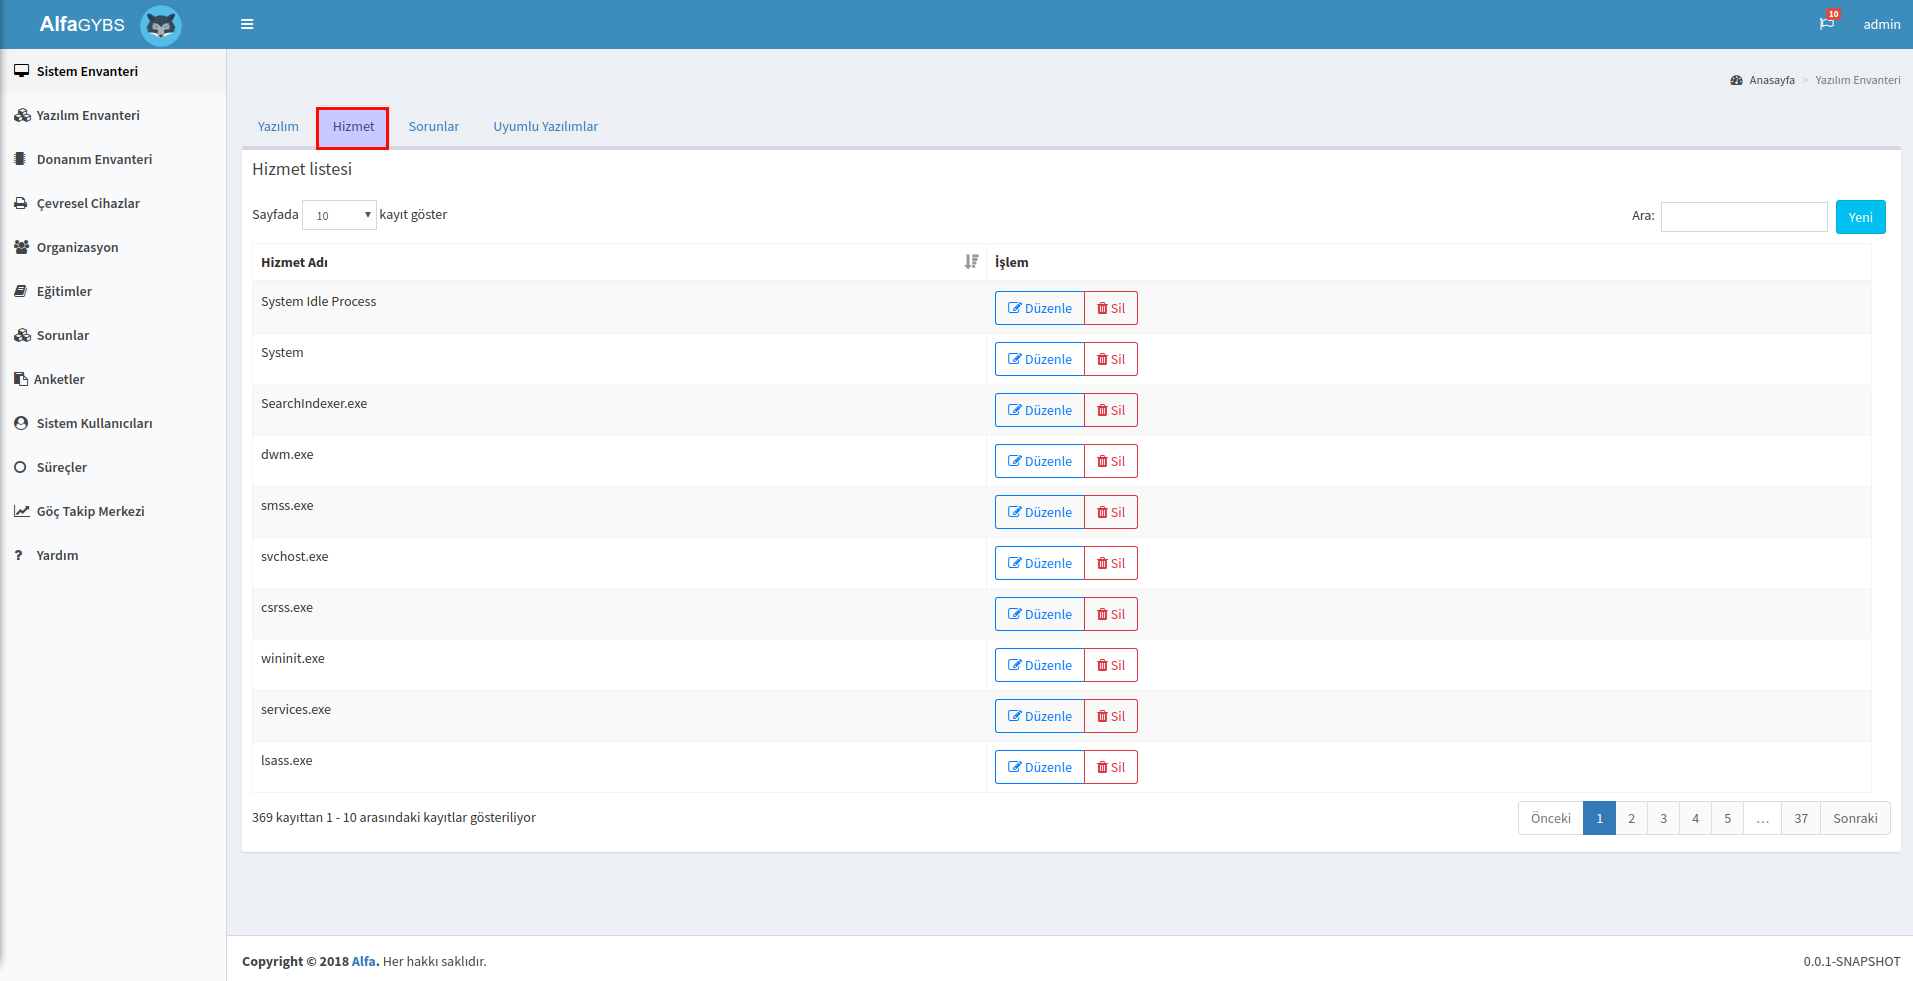 AlfaGYBS
10
admin
Sistem Envanteri
Yazılım Envanteri
Donanım Envanteri
Çevresel Cihazlar
Organizasyon
Eğitimler
Sorunlar
Anketler
Sistem Kullanıcıları
Süreçler
Göç Takip Merkezi
? Yardım
Anasayfa > Yazılım Envanteri
Yazılım Hizmet Sorunlar Uyumlu Yazılımlar
Hizmet listesi
Sayfada 10 kayıt göster Ara: Yeni
Hizmet Adı İşlem
System Idle Process Düzenle Sil
System Düzenle Sil
SearchIndexer.exe Düzenle Sil
dwm.exe Düzenle Sil
smss.exe Düzenle Sil
svchost.exe Düzenle Sil
csrss.exe Düzenle Sil
wininit.exe Düzenle Sil
services.exe Düzenle Sil
lsass.exe Düzenle Sil
369 kayıttan 1 - 10 arasındaki kayıtlar gösteriliyor Önceki 1 2 3 4 5 … 37 Sonraki
Copyright © 2018 Alfa. Her hakkı saklıdır. 0.0.1-SNAPSHOT